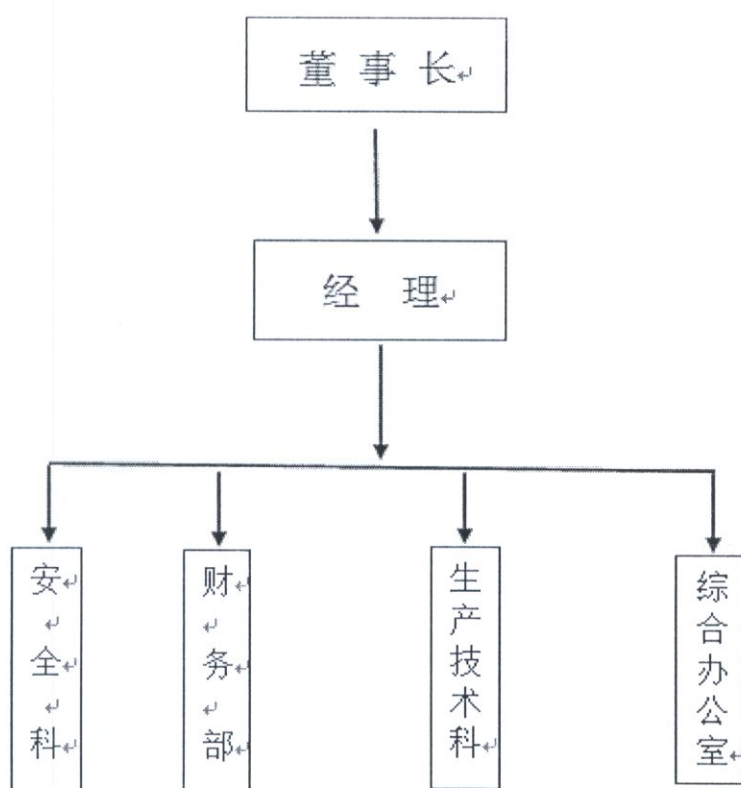 董 事 长
经 理
安全科
财务部
生产技术科
综合办公室